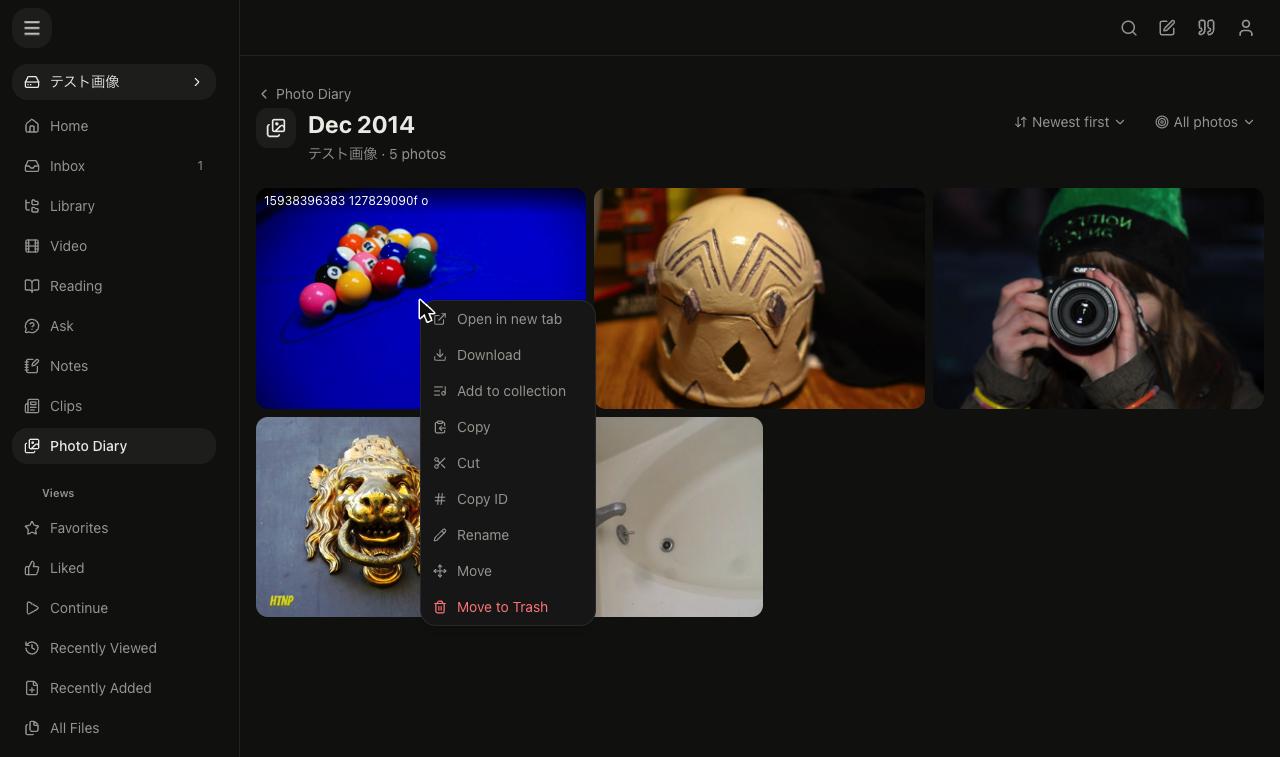 テスト画像
Home
Inbox 1
Library
Video
Reading
Ask
Notes
Clips
Photo Diary
Views
Favorites
Liked
Continue
Recently Viewed
Recently Added
All Files
Photo Diary
Dec 2014
テスト画像 · 5 photos
Newest first
All photos
15938396383 127829090f o
Canon
HTNP
Open in new tab
Download
Add to collection
Copy
Cut
Copy ID
Rename
Move
Move to Trash